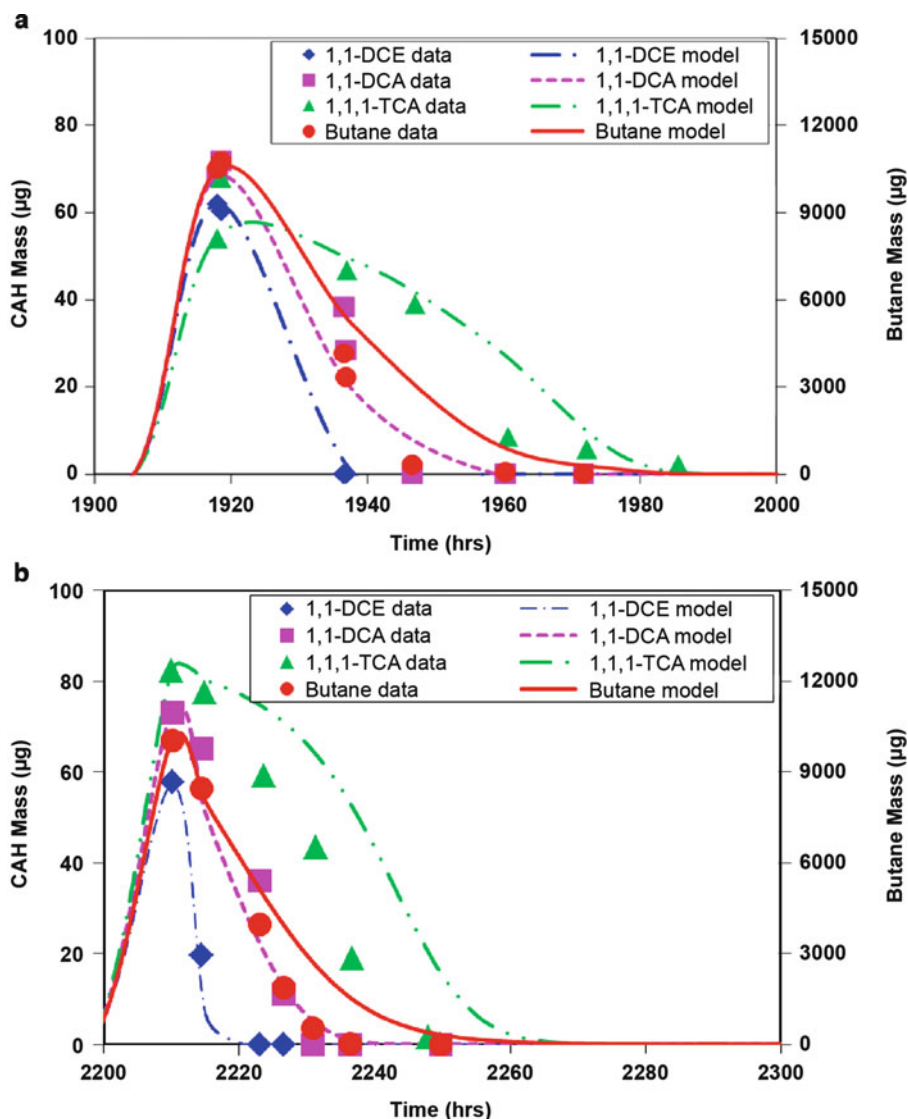 a
100
80
60
40
20
0
CAH Mass (µg)
15000
12000
9000
6000
3000
0
Butane Mass (µg)
1,1-DCE data
1,1-DCE model
1,1-DCA data
1,1-DCA model
1,1,1-TCA data
1,1,1-TCA model
Butane data
Butane model
1900
1920
1940
1960
1980
2000
Time (hrs)
b
100
80
60
40
20
0
CAH Mass (µg)
15000
12000
9000
6000
3000
0
Butane Mass (µg)
1,1-DCE data
1,1-DCE model
1,1-DCA data
1,1-DCA model
1,1,1-TCA data
1,1,1-TCA model
Butane data
Butane model
2200
2220
2240
2260
2280
2300
Time (hrs)